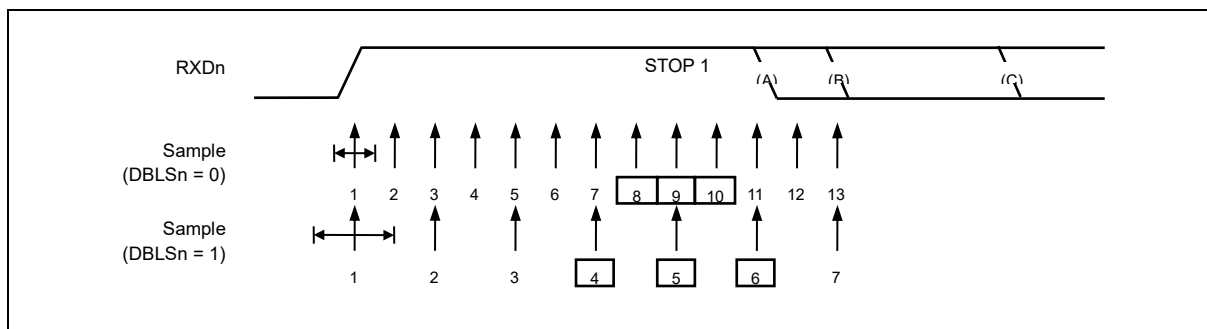 RXDn
STOP 1
(A) (B) (C)
Sample
(DBLSn = 0)
1 2 3 4 5 6 7 8 9 10 11 12 13
Sample
(DBLSn = 1)
1 2 3 4 5 6 7